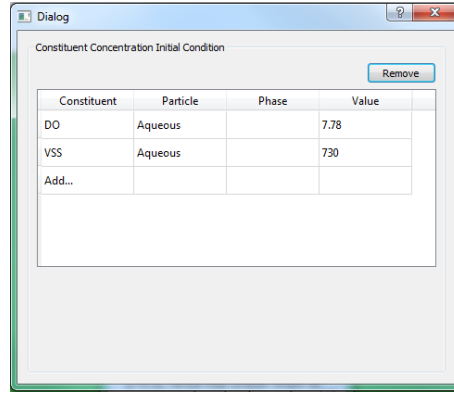 Dialog
Constituent Concentration Initial Condition
Remove
Constituent Particle Phase Value
DO Aqueous 7.78
VSS Aqueous 730
Add...